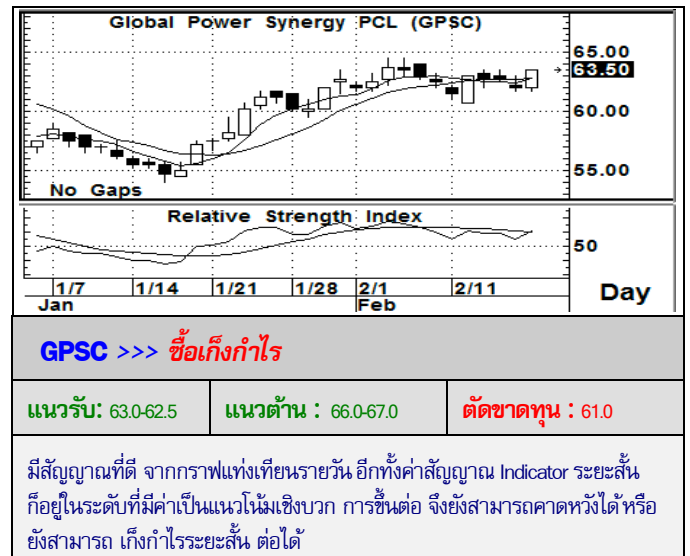 Global Power Synergy PCL (GPSC)
65.00
63.50
60.00
55.00
No Gaps
Relative Strength Index
50
1/7 1/14 1/21 1/28 2/1 2/11
Jan Feb
Day
GPSC >>> ซื้อเก็งกำไร
แนวรับ: 63.0-62.5 แนวต้าน : 66.0-67.0 ตัดขาดทุน : 61.0
มีสัญญาณที่ดี จากกราฟแท่งเทียนรายวัน อีกทั้งค่าสัญญาณ Indicator ระยะสั้น
ก็อยู่ในระดับที่มีค่าเป็นแนวโน้มเชิงบวก การขึ้นต่อ จึงยังสามารถคาดหวังได้ หรือ
ยังสามารถ เก็งกำไรระยะสั้น ต่อได้